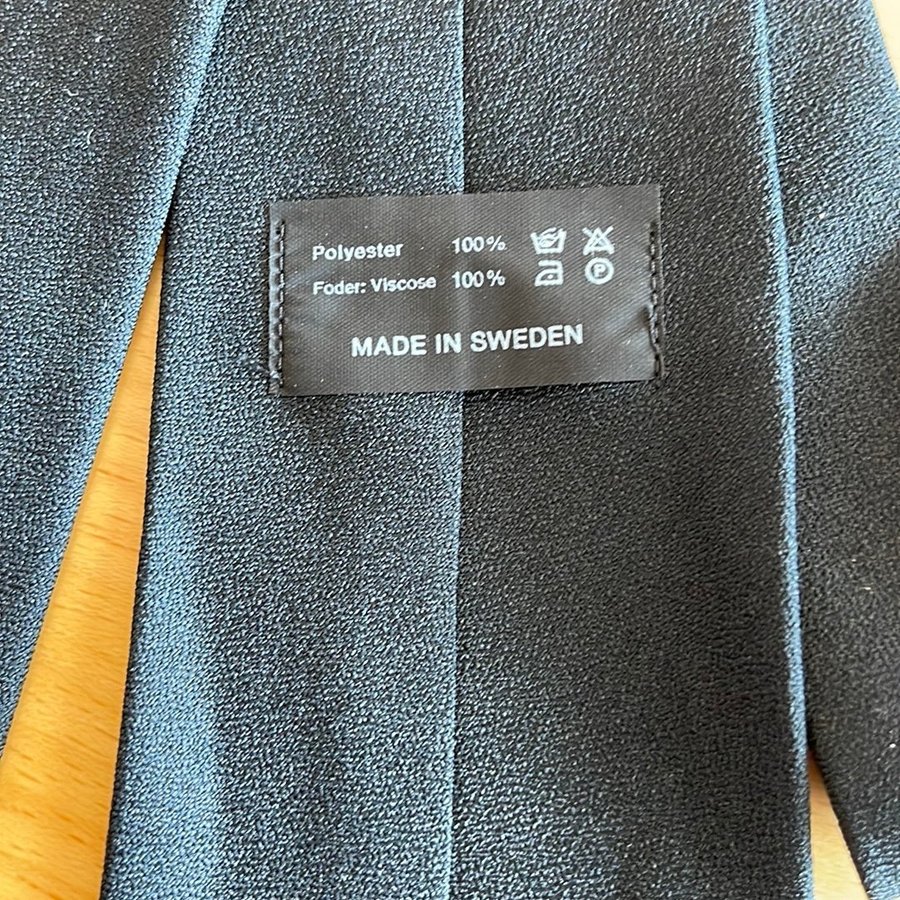 Polyester 100%
Foder: Viscose 100%
P
MADE IN SWEDEN